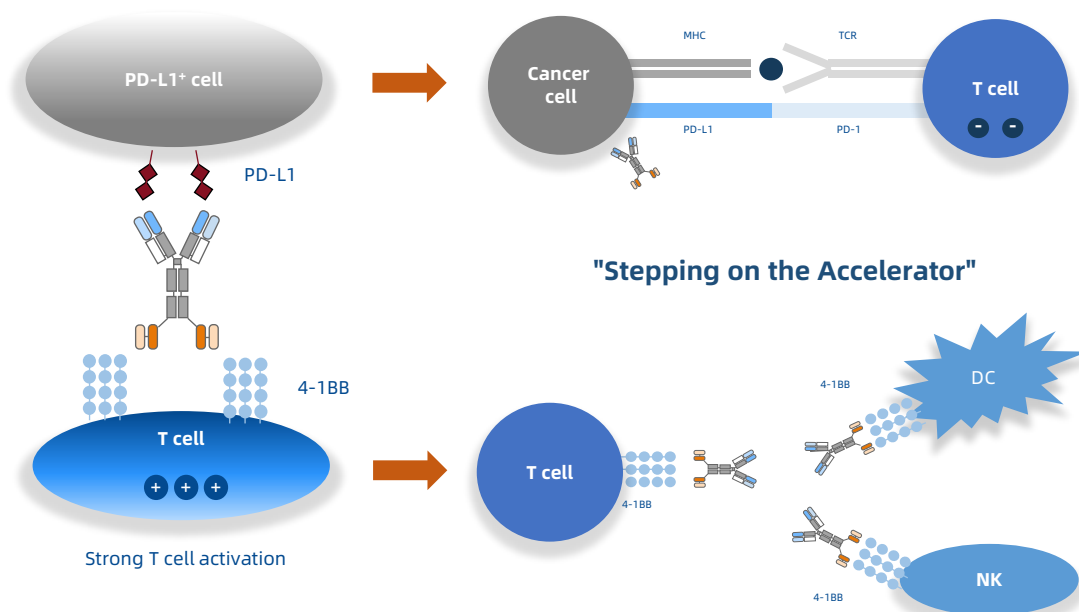 PD-L1⁺ cell
PD-L1
4-1BB
T cell
+ + +
Strong T cell activation
MHC
TCR
Cancer
cell
T cell
- -
PD-L1
PD-1
"Stepping on the Accelerator"
4-1BB
DC
T cell
4-1BB
NK
4-1BB